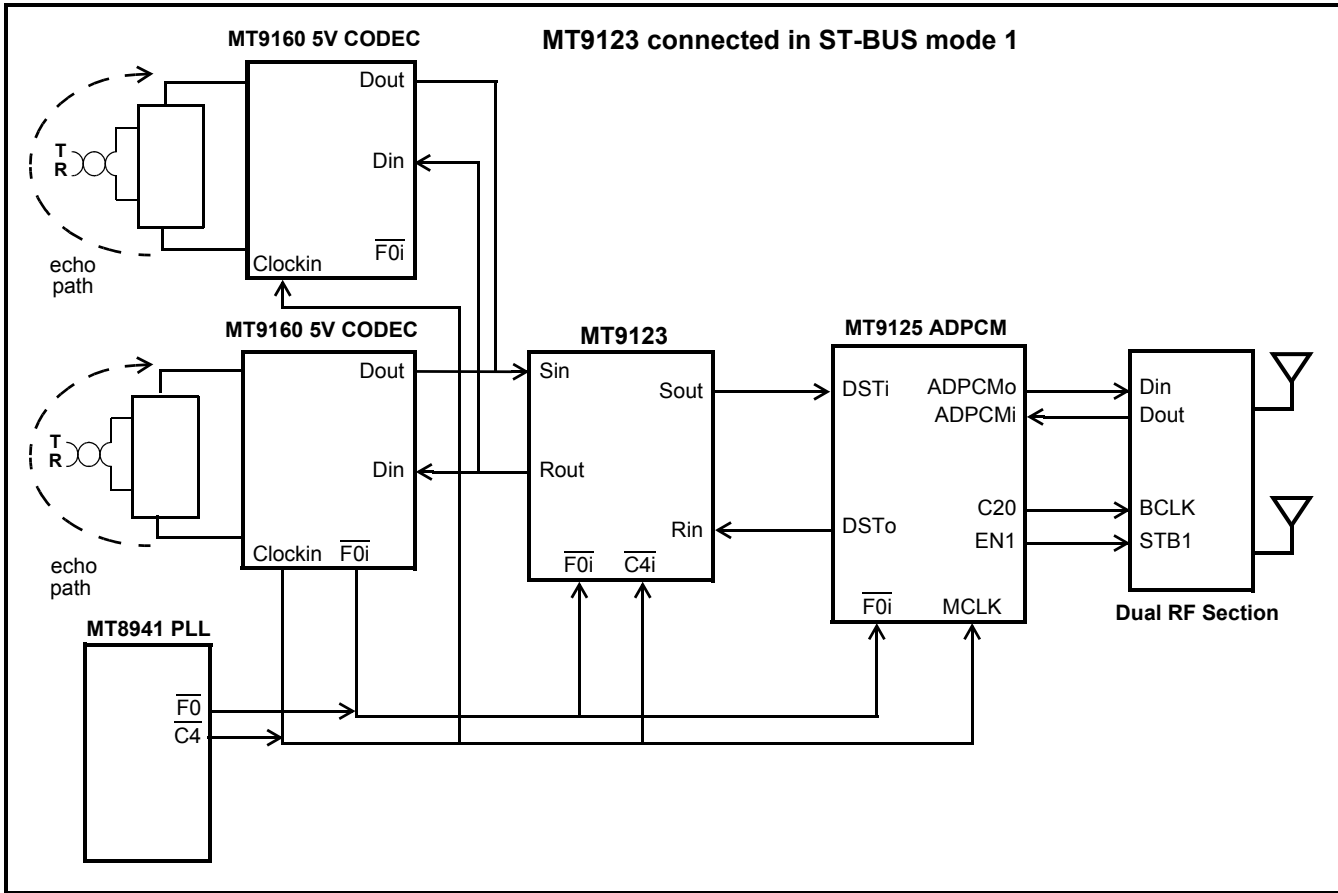 MT9160 5V CODEC
MT9123 connected in ST-BUS mode 1
Dout
Din
F0i
Clockin
T
R
echo
path
MT9160 5V CODEC
Dout
Din
Clockin F0i
T
R
echo
path
MT9123
Sin
Sout
Rout
Rin
F0i C4i
MT9125 ADPCM
DSTi ADPCMo
ADPCMi
C20
DSTo EN1
F0i MCLK
Din
Dout
BCLK
STB1
Dual RF Section
MT8941 PLL
F0
C4